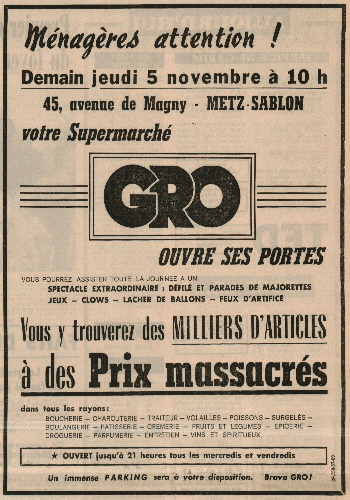 Ménagères attention !
Demain jeudi 5 novembre à 10 h
45, avenue de Magny - METZ-SABLON
votre Supermarché
GRO
OUVRE SES PORTES
VOUS POURREZ ASSISTER TOUTE LA JOURNEE A UN
SPECTACLE EXTRAORDINAIRE : DÉFILÉ ET PARADES DE MAJORETTES
JEUX – CLOWNS – LACHER DE BALLONS – FEUX D'ARTIFICE
Vous y trouverez des MILLIERS D'ARTICLES
à des Prix massacrés
dans tous les rayons:
BOUCHERIE – CHARCUTERIE – TRAITEUR – VOLAILLES – POISSONS – SURGELÉS –
BOULANGERIE – PATISSERIE – CREMERIE – FRUITS ET LEGUMES – EPICERIE –
DROGUERIE – PARFUMERIE – ENTRETIEN – VINS ET SPIRITUEUX
★ OUVERT jusqu'à 21 heures tous les mercredis et vendredis
Un immense PARKING sera à votre disposition. Bravo GRO!